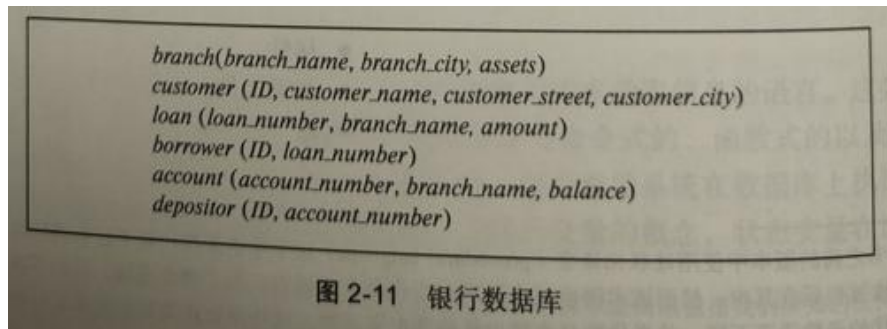 branch(branch_name, branch_city, assets)
customer (ID, customer_name, customer_street, customer_city)
loan (loan_number, branch_name, amount)
borrower (ID, loan_number)
account (account_number, branch_name, balance)
depositor (ID, account_number)
图 2-11 银行数据库